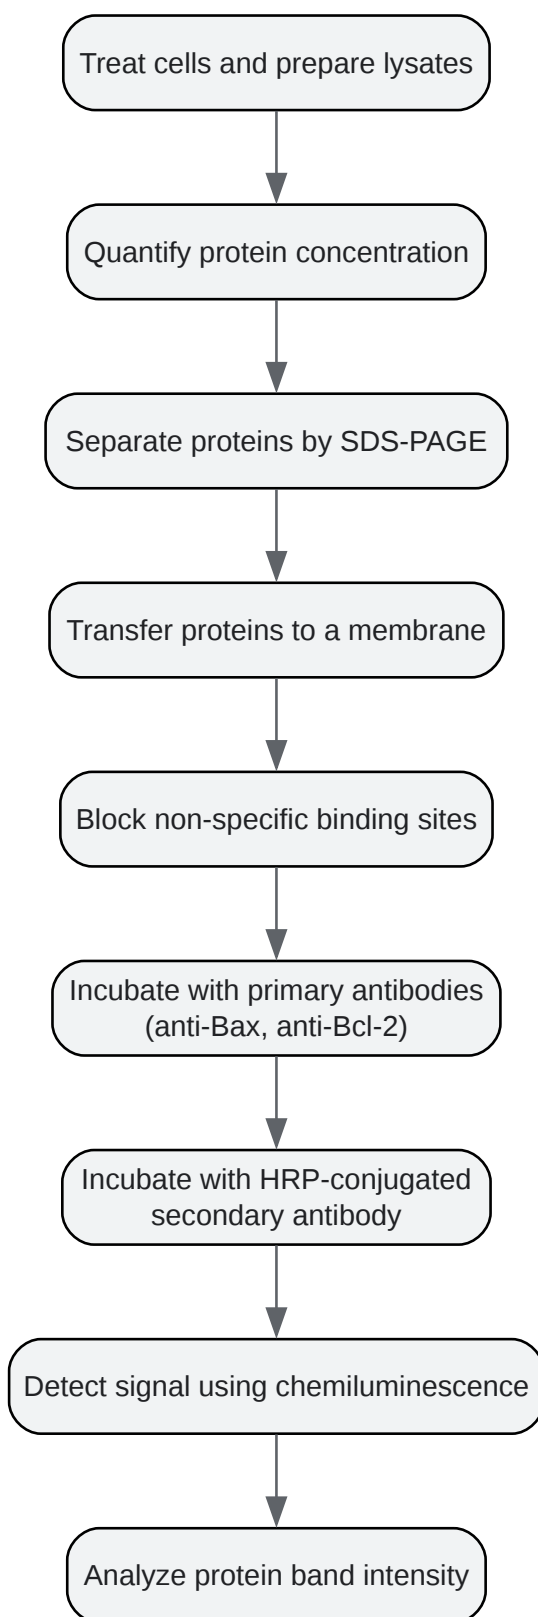 Treat cells and prepare lysates
Quantify protein concentration
Separate proteins by SDS-PAGE
Transfer proteins to a membrane
Block non-specific binding sites
Incubate with primary antibodies
(anti-Bax, anti-Bcl-2)
Incubate with HRP-conjugated
secondary antibody
Detect signal using chemiluminescence
Analyze protein band intensity